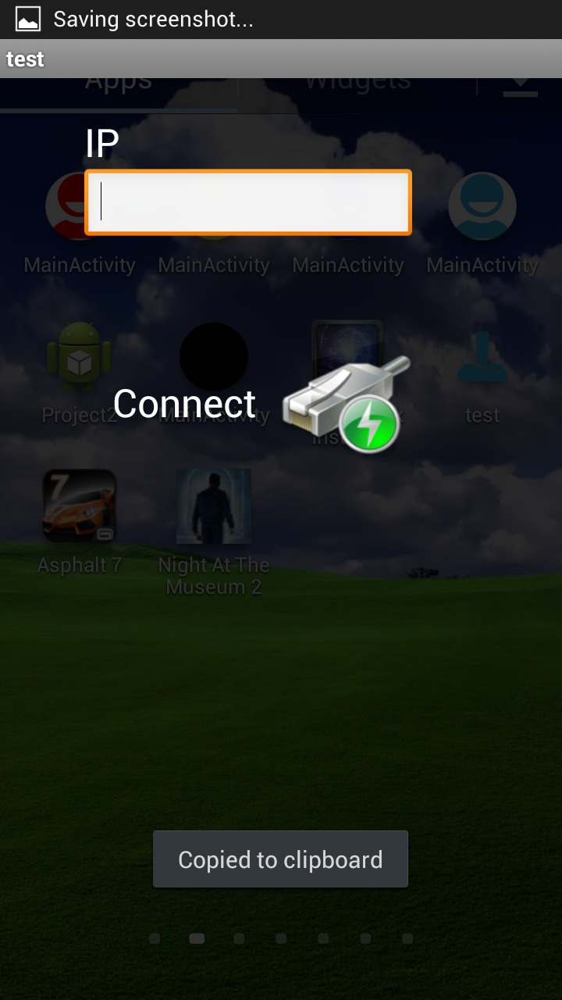 Saving screenshot...
test
Apps Widgets
IP
MainActivity MainActivity MainActivity MainActivity
Connect
Project2 MainActivity test
7
Asphalt 7 Night At The
Museum 2
Copied to clipboard